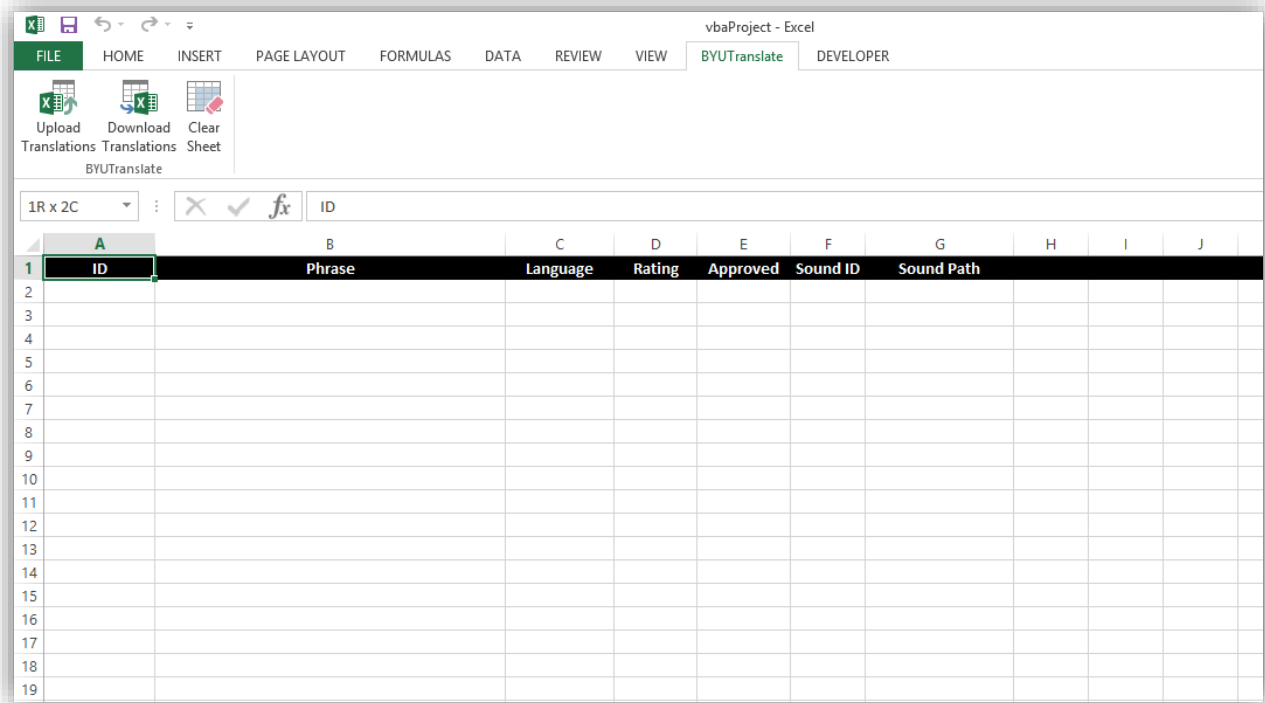 vbaProject - Excel
FILE HOME INSERT PAGE LAYOUT FORMULAS DATA REVIEW VIEW BYUTranslate DEVELOPER
Upload Download Clear
Translations Translations Sheet
BYUTranslate
1R x 2C fx ID
A B C D E F G H I J
1 ID Phrase Language Rating Approved Sound ID Sound Path
2
3
4
5
6
7
8
9
10
11
12
13
14
15
16
17
18
19